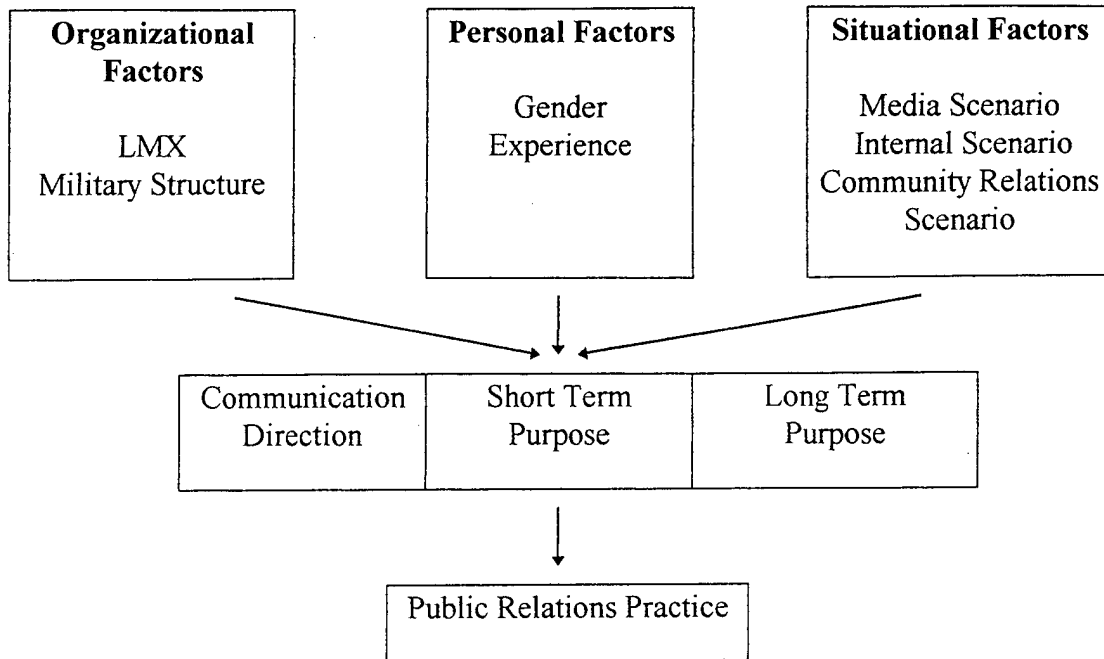 Organizational
Factors
LMX
Military Structure
Personal Factors
Gender
Experience
Situational Factors
Media Scenario
Internal Scenario
Community Relations
Scenario
Communication
Direction
Short Term
Purpose
Long Term
Purpose
Public Relations Practice